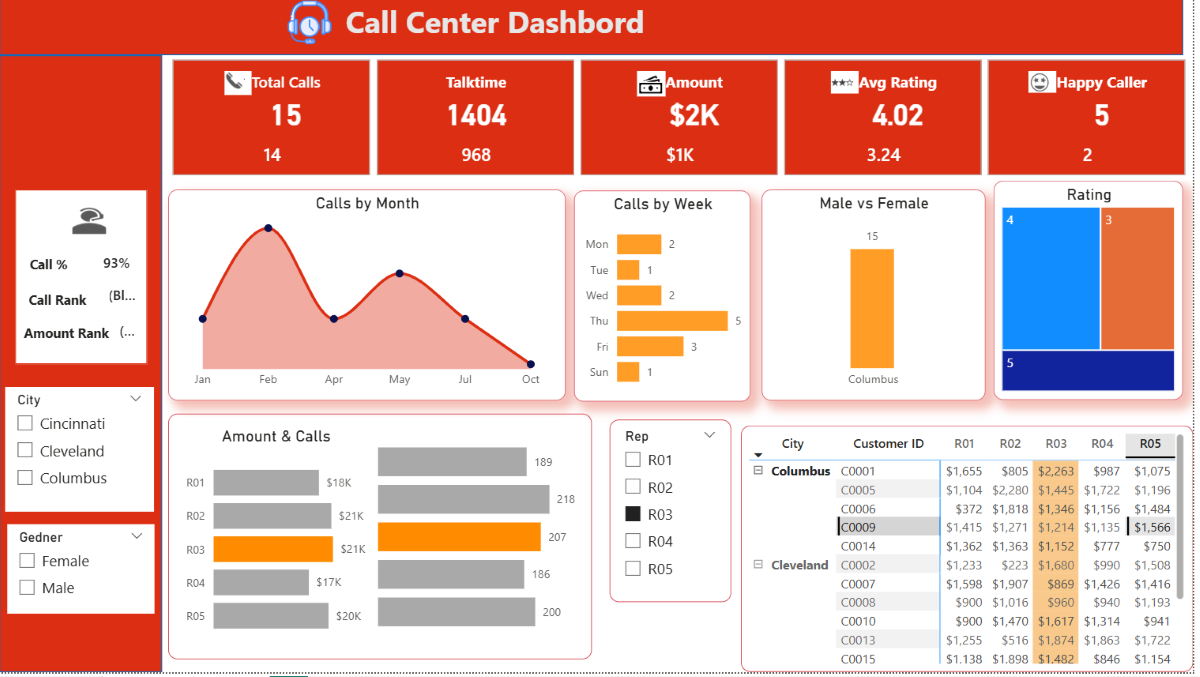 Call Center Dashbord
Total Calls
15
14
Talktime
1404
968
Amount
$2K
$1K
Avg Rating
4.02
3.24
Happy Caller
5
2
Call % 93%
Call Rank (Bl...
Amount Rank (...
City
Cincinnati
Cleveland
Columbus
Gedner
Female
Male
Calls by Month
Jan Feb Apr May Jul Oct
Calls by Week
Mon 2
Tue 1
Wed 2
Thu 5
Fri 3
Sun 1
Male vs Female
15
Columbus
Rating
4 3
5
Amount & Calls
R01 $18K 189
R02 $21K 218
R03 $21K 207
R04 $17K 186
R05 $20K 200
Rep
R01
R02
R03
R04
R05
City Customer ID R01 R02 R03 R04 R05
Columbus C0001 $1,655 $805 $2,263 $987 $1,075
C0005 $1,104 $2,280 $1,445 $1,722 $1,196
C0006 $372 $1,818 $1,346 $1,156 $1,484
C0009 $1,415 $1,271 $1,214 $1,135 $1,566
C0014 $1,362 $1,363 $1,152 $777 $750
Cleveland C0002 $1,233 $223 $1,680 $990 $1,508
C0007 $1,598 $1,907 $869 $1,426 $1,416
C0008 $900 $1,016 $960 $940 $1,193
C0010 $900 $1,470 $1,617 $1,314 $941
C0013 $1,255 $516 $1,874 $1,863 $1,722
C0015 $1,138 $1,898 $1,482 $846 $1,154